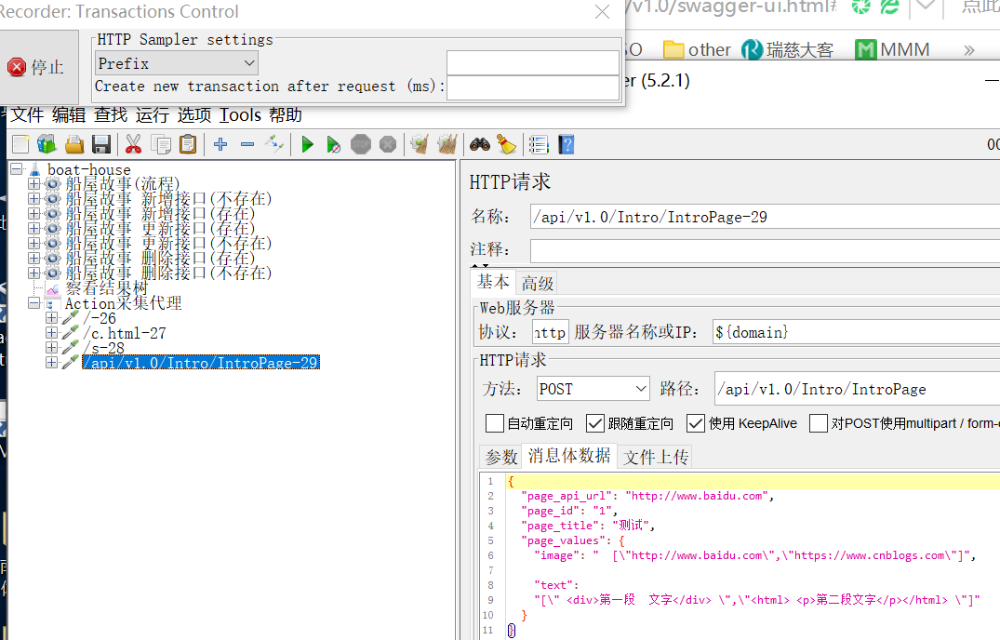 Recorder: Transactions Control
/v1.0/swagger-ui.html#
点此
停止
HTTP Sampler settings
Prefix
Create new transaction after request (ms):
other
瑞慈大客
MMM
»
er (5.2.1)
文件 编辑 查找 运行 选项 Tools 帮助
00
boat-house
船屋故事(流程)
船屋故事 新增接口(不存在)
船屋故事 新增接口(存在)
船屋故事 更新接口(存在)
船屋故事 更新接口(不存在)
船屋故事 删除接口(存在)
船屋故事 删除接口(不存在)
察看结果树
Action采集代理
/-26
/c.html-27
/s-28
/api/v1.0/Intro/IntroPage-29
HTTP请求
名称: /api/v1.0/Intro/IntroPage-29
注释:
基本 高级
Web服务器
协议: http 服务器名称或IP: ${domain}
HTTP请求
方法: POST 路径: /api/v1.0/Intro/IntroPage
自动重定向 跟随重定向 使用 KeepAlive 对POST使用multipart / form-
参数 消息体数据 文件上传
1 {
2 "page_api_url": "http://www.baidu.com",
3 "page_id": "1",
4 "page_title": "测试",
5 "page_values": {
6 "image": "  [\"http://www.baidu.com\",\"https://www.cnblogs.com\"]",
7
8 "text":
9 "[\" <div>第一段  文字</div> \",\"<html> <p>第二段文字</p></html> \"]"
10 }
11 }